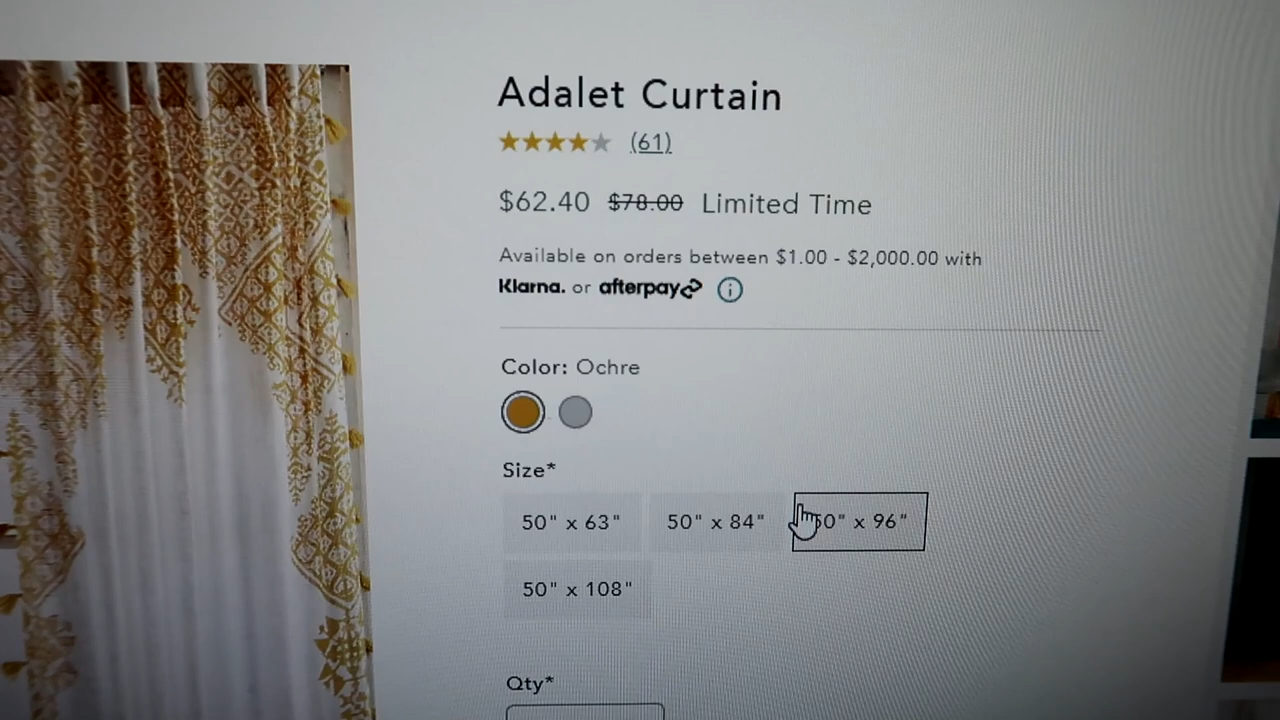 Adalet Curtain
(61)
$62.40 $78.00 Limited Time
Available on orders between $1.00 - $2,000.00 with
Klarna. or afterpay
Color: Ochre
Size*
50" x 63" 50" x 84" 50" x 96"
50" x 108"
Qty*